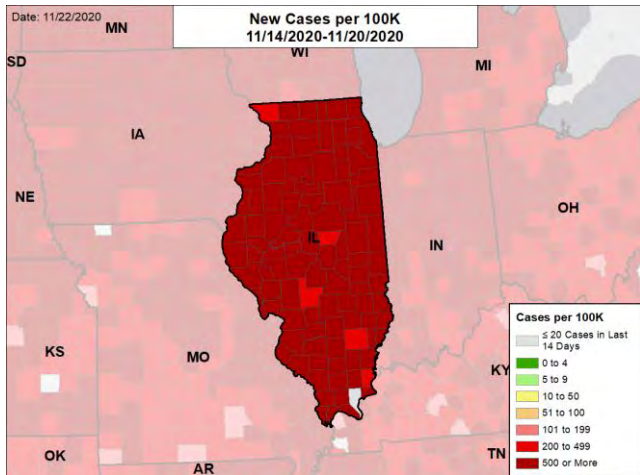 Date: 11/22/2020
New Cases per 100K
11/14/2020-11/20/2020
MN
WI
SD
MI
IA
NE
OH
IL
IN
KS
MO
KY
OK
AR
TN
Cases per 100K
≤ 20 Cases in Last
14 Days
0 to 4
5 to 9
10 to 50
51 to 100
101 to 199
200 to 499
500 or More